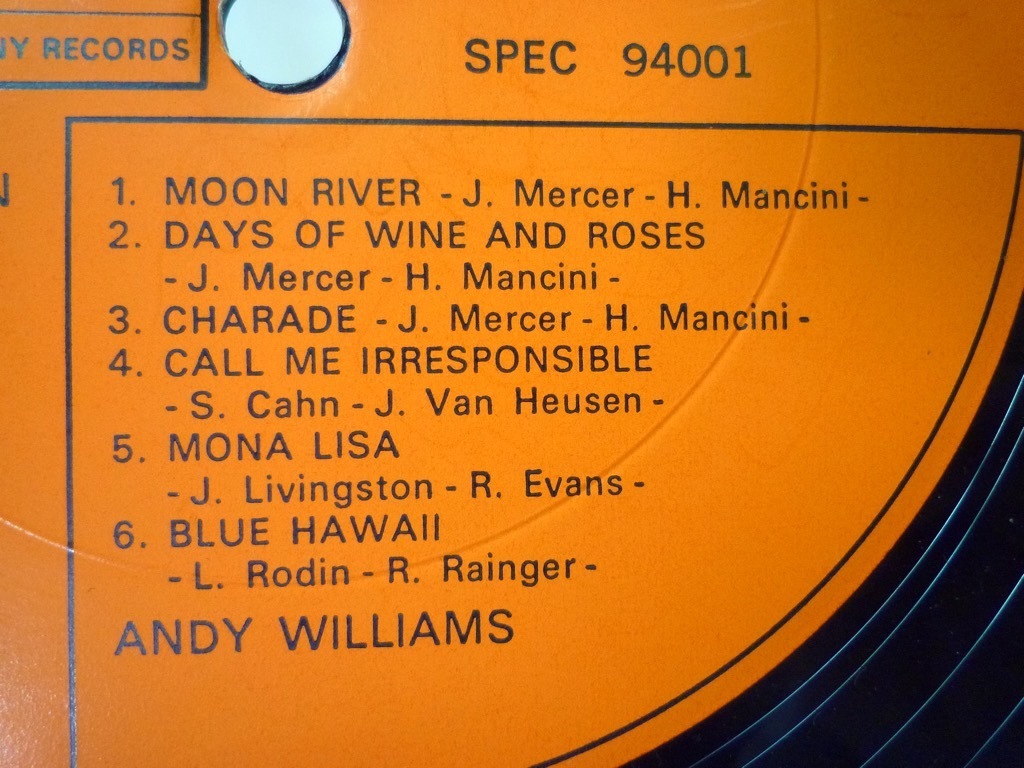 RECORDS
SPEC 94001
1. MOON RIVER - J. Mercer - H. Mancini -
2. DAYS OF WINE AND ROSES
- J. Mercer - H. Mancini -
3. CHARADE - J. Mercer - H. Mancini -
4. CALL ME IRRESPONSIBLE
- S. Cahn - J. Van Heusen -
5. MONA LISA
- J. Livingston - R. Evans -
6. BLUE HAWAII
- L. Rodin - R. Rainger -
ANDY WILLIAMS